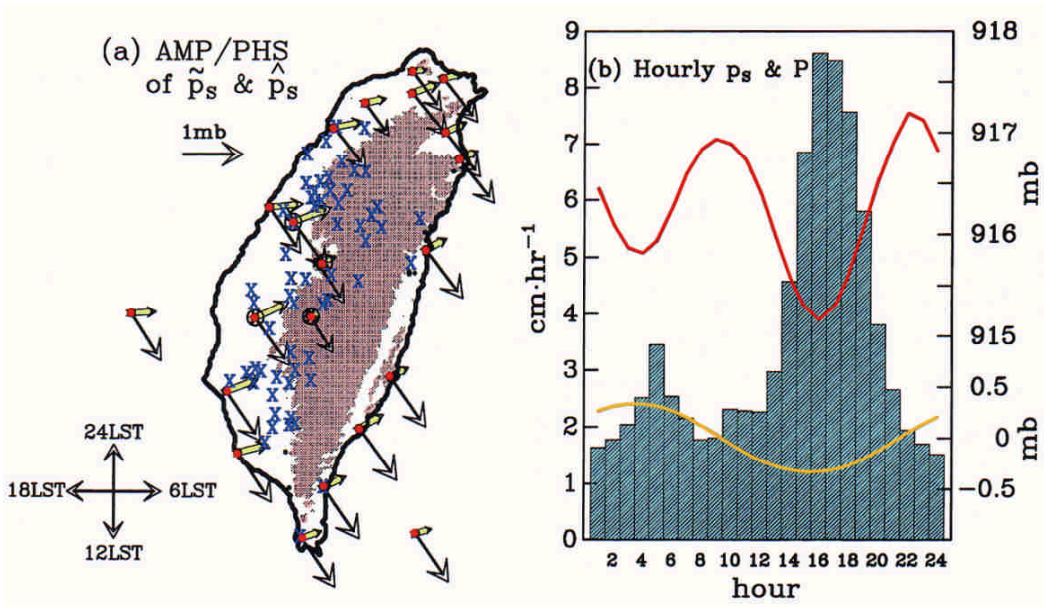 (a) AMP/PHS
of p̃s & p̂s
1mb
24LST
18LST
6LST
12LST
(b) Hourly ps & P
9
8
7
6
5
4
3
2
1
0
cm·hr⁻¹
918
917
916
915
0.5
0
−0.5
mb
mb
2 4 6 8 10 12 14 16 18 20 22 24
hour